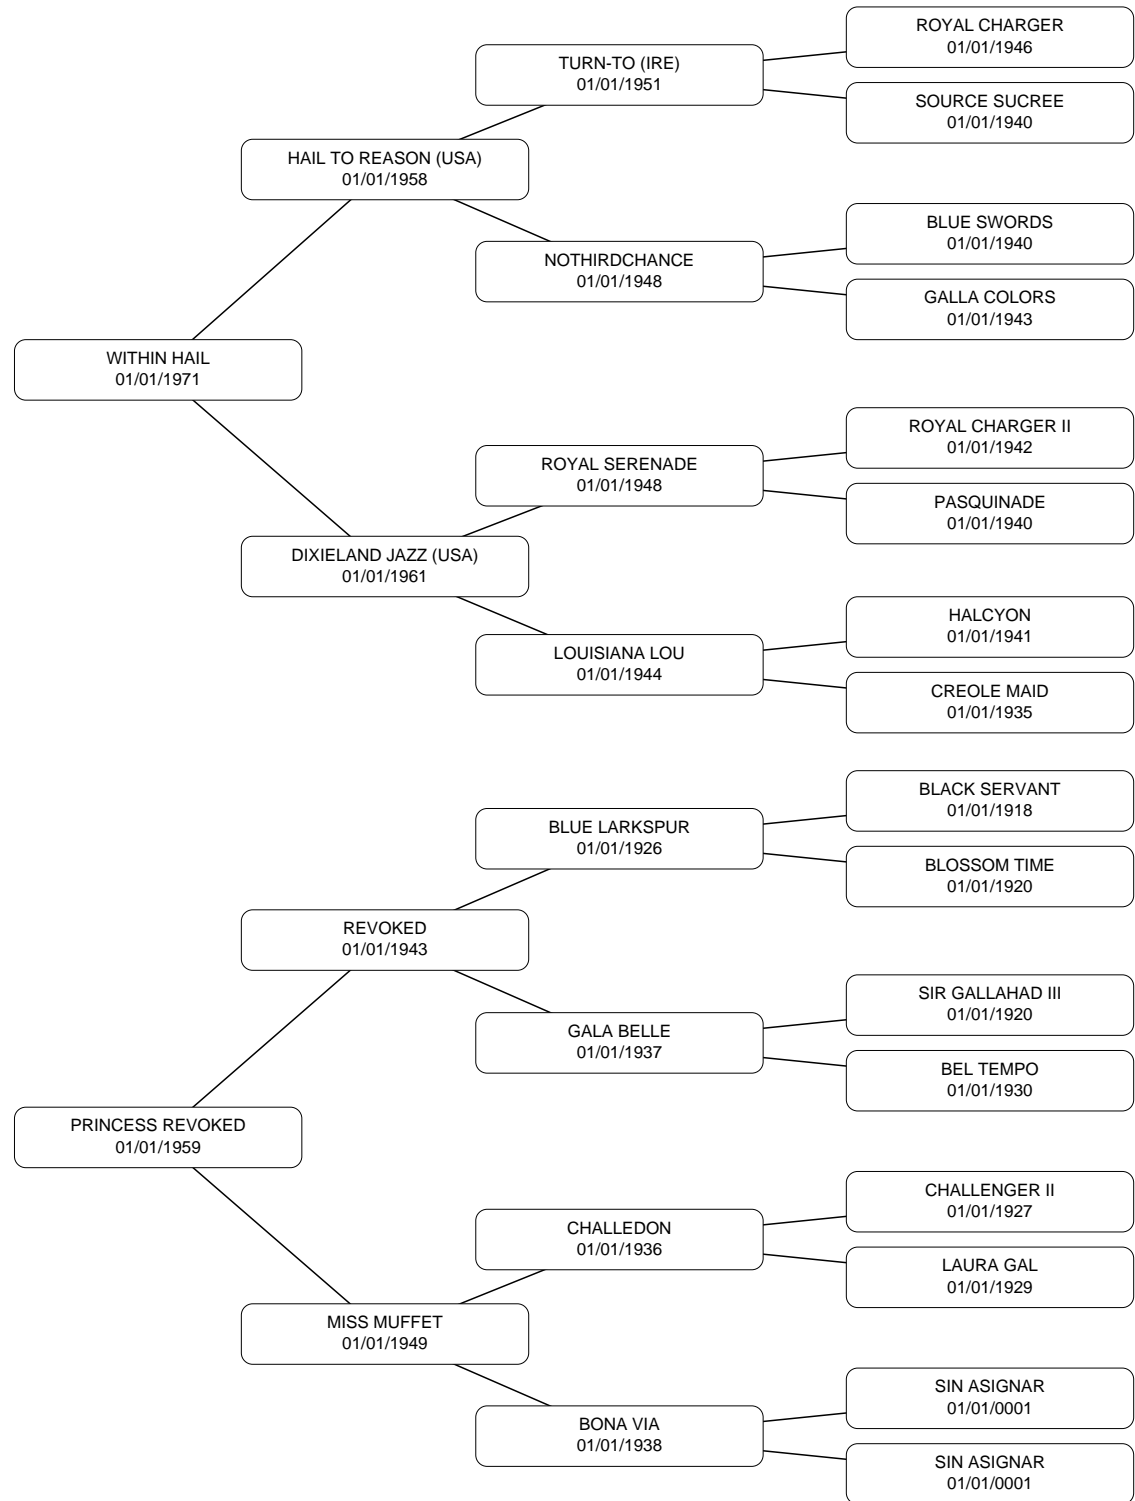 ROYAL CHARGER
01/01/1946
TURN-TO (IRE)
01/01/1951
SOURCE SUCREE
01/01/1940
HAIL TO REASON (USA)
01/01/1958
BLUE SWORDS
01/01/1940
NOTHIRDCHANCE
01/01/1948
GALLA COLORS
01/01/1943
WITHIN HAIL
01/01/1971
ROYAL CHARGER II
01/01/1942
ROYAL SERENADE
01/01/1948
PASQUINADE
01/01/1940
DIXIELAND JAZZ (USA)
01/01/1961
HALCYON
01/01/1941
LOUISIANA LOU
01/01/1944
CREOLE MAID
01/01/1935
BLACK SERVANT
01/01/1918
BLUE LARKSPUR
01/01/1926
BLOSSOM TIME
01/01/1920
REVOKED
01/01/1943
SIR GALLAHAD III
01/01/1920
GALA BELLE
01/01/1937
BEL TEMPO
01/01/1930
PRINCESS REVOKED
01/01/1959
CHALLENGER II
01/01/1927
CHALLEDON
01/01/1936
LAURA GAL
01/01/1929
MISS MUFFET
01/01/1949
SIN ASIGNAR
01/01/0001
BONA VIA
01/01/1938
SIN ASIGNAR
01/01/0001